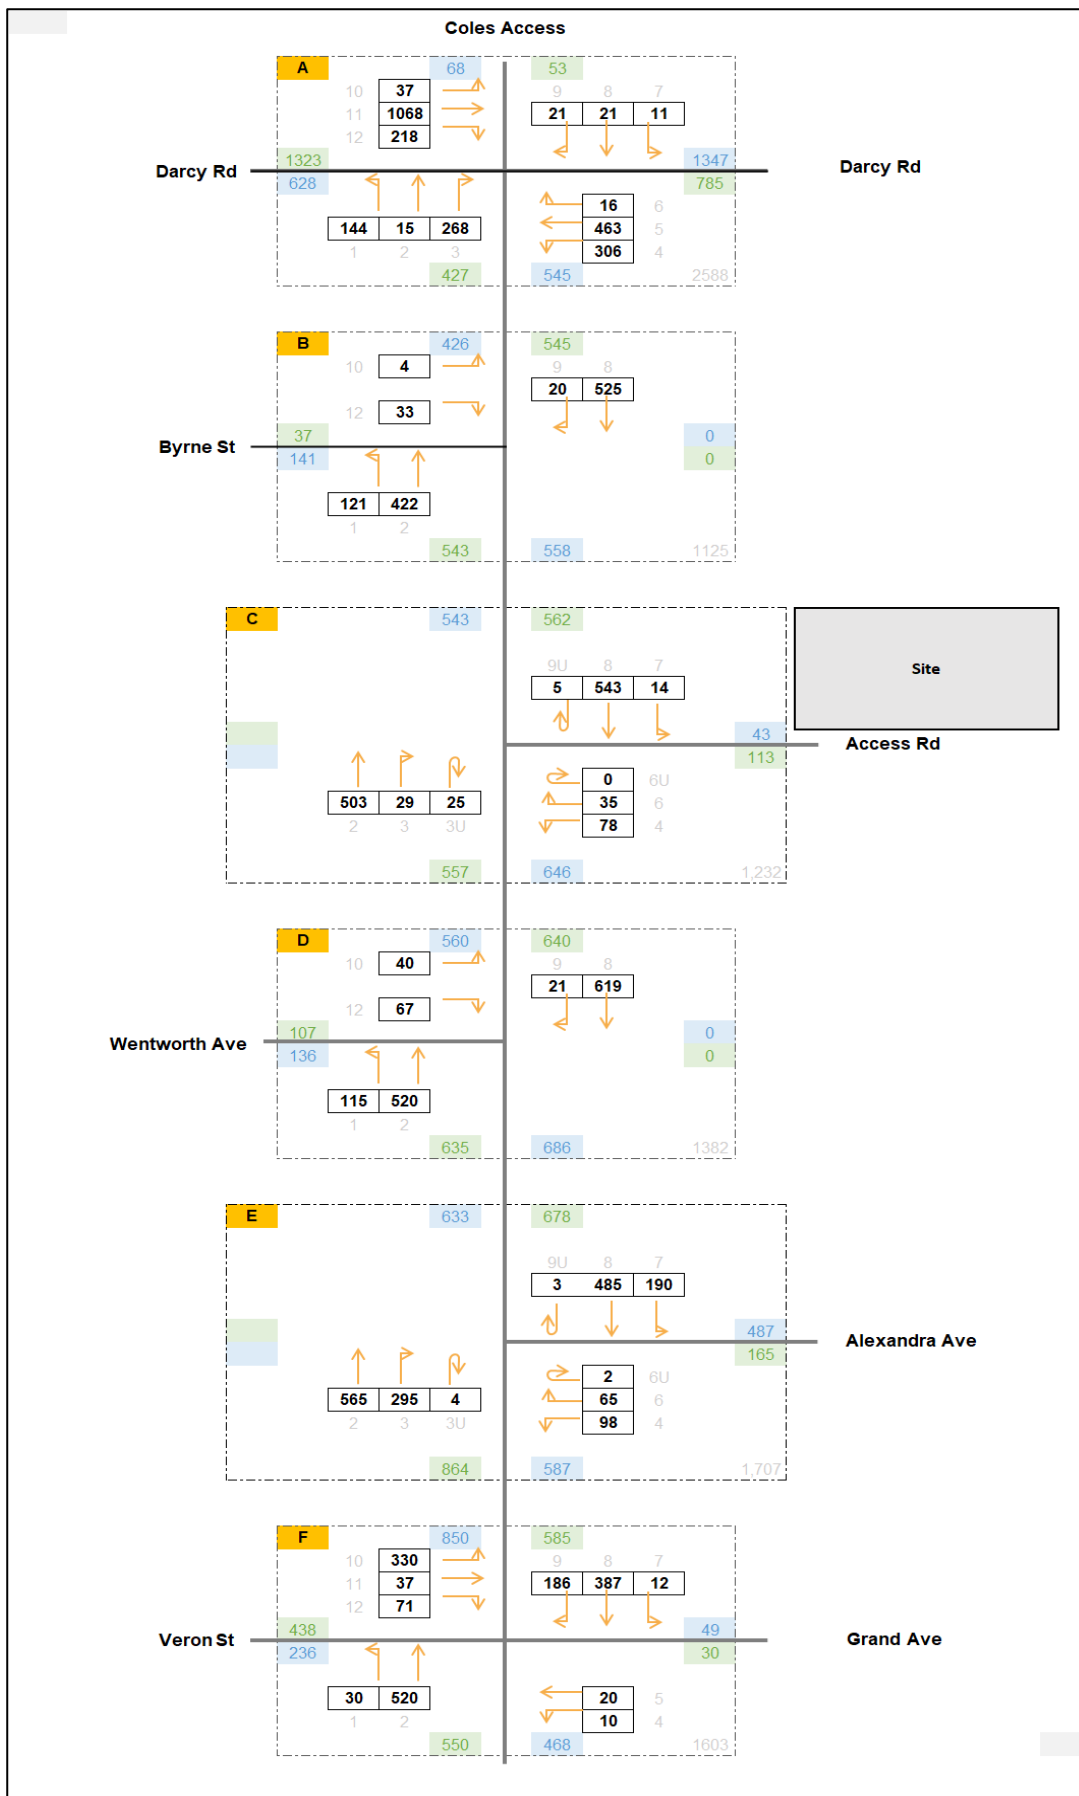 Coles Access
A 68 53
10 37 9 8 7
11 1068 21 21 11
12 218
1323 1347
Darcy Rd Darcy Rd
628 785
16 6
144 15 268 463 5
1 2 3 306 4
427 545 2588
B 426 545
10 4 9 8
20 525
12 33
37 0
Byrne St
141 0
121 422
1 2
543 558 1125
C 543 562
9U 8 7 Site
5 543 14
43
Access Rd
113
0 6U
503 29 25 35 6
2 3 3U 78 4
557 646 1,232
D 560 640
10 40 9 8
21 619
12 67
107 0
Wentworth Ave
136 0
115 520
1 2
635 686 1382
E 633 678
9U 8 7
3 485 190
487
Alexandra Ave
165
2 6U
565 295 4 65 6
2 3 3U 98 4
864 587 1,707
F 850 585
10 330 9 8 7
11 37 186 387 12
12 71
438 49
Veron St Grand Ave
236 30
30 520 20 5
1 2 10 4
550 468 1603